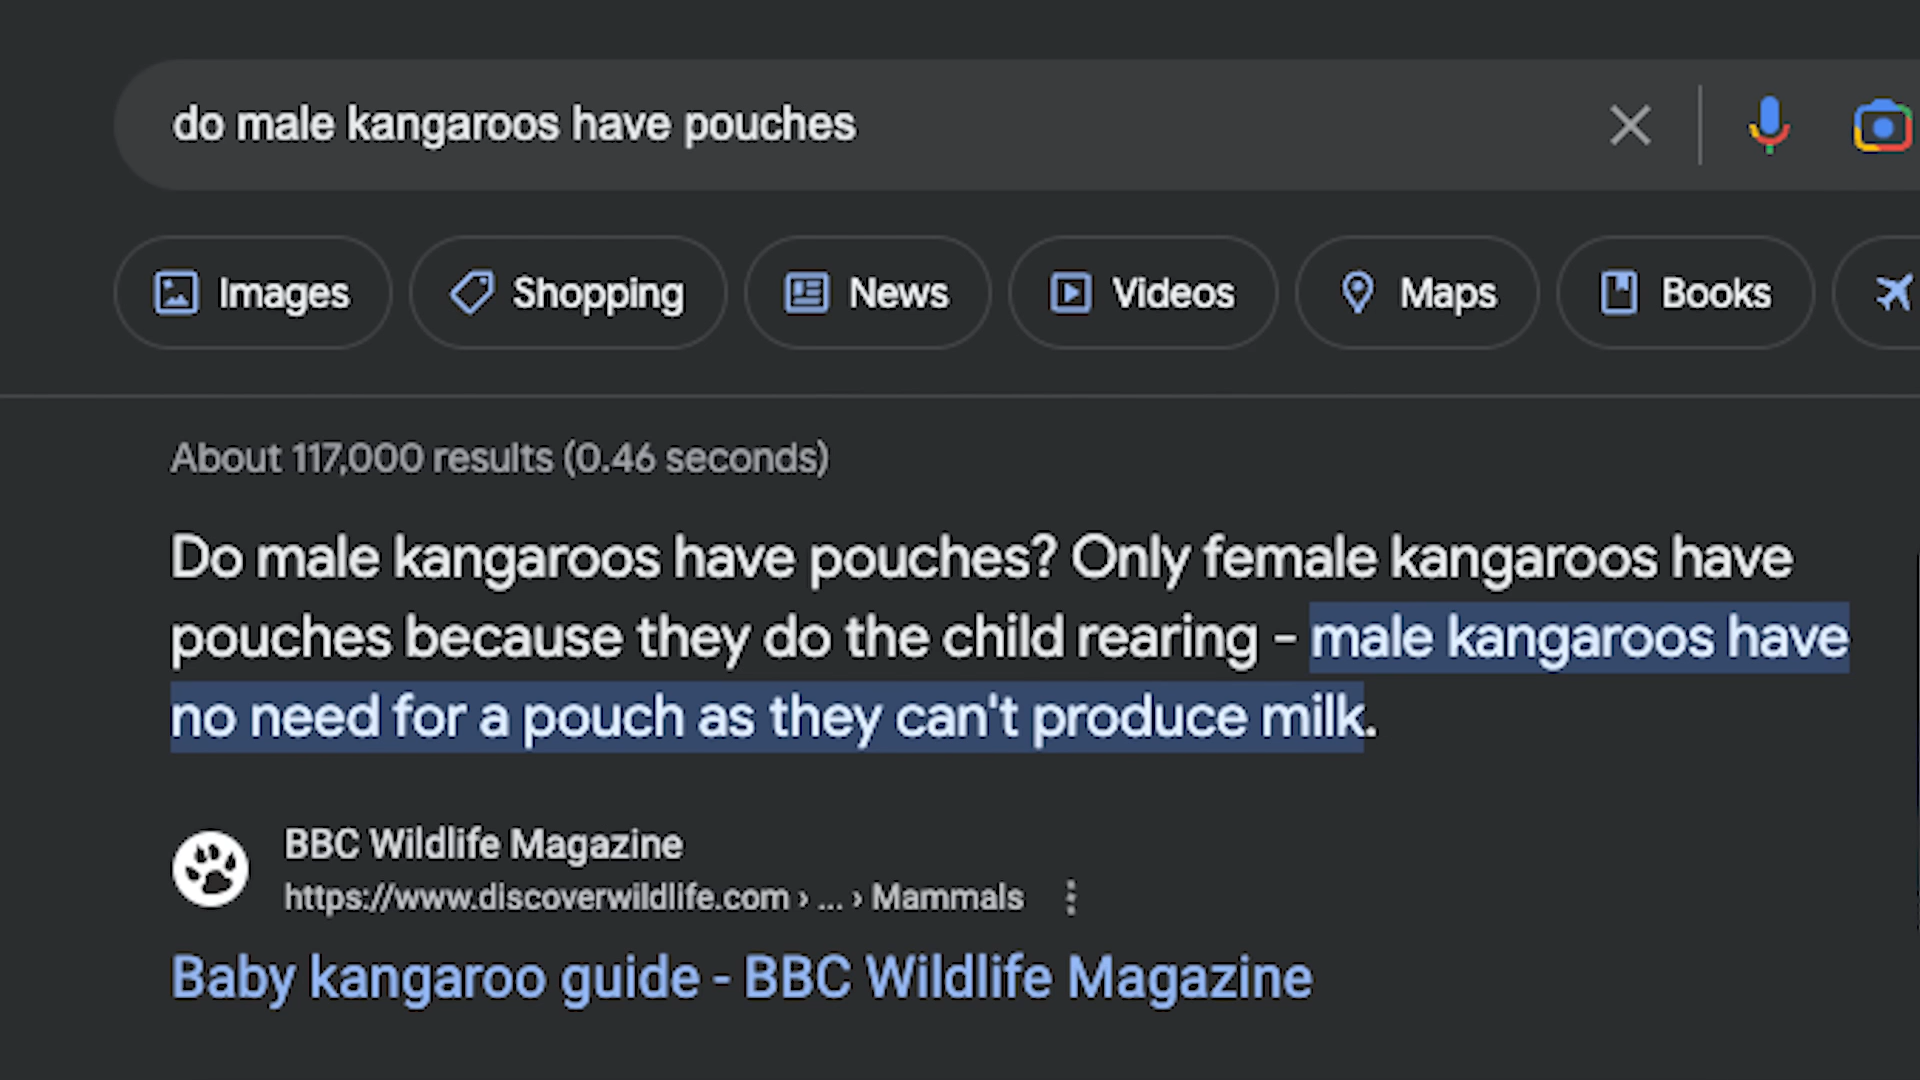 do male kangaroos have pouches
Images Shopping News Videos Maps Books
About 117,000 results (0.46 seconds)
Do male kangaroos have pouches? Only female kangaroos have
pouches because they do the child rearing - male kangaroos have
no need for a pouch as they can't produce milk.
BBC Wildlife Magazine
https://www.discoverwildlife.com › ... › Mammals
Baby kangaroo guide - BBC Wildlife Magazine